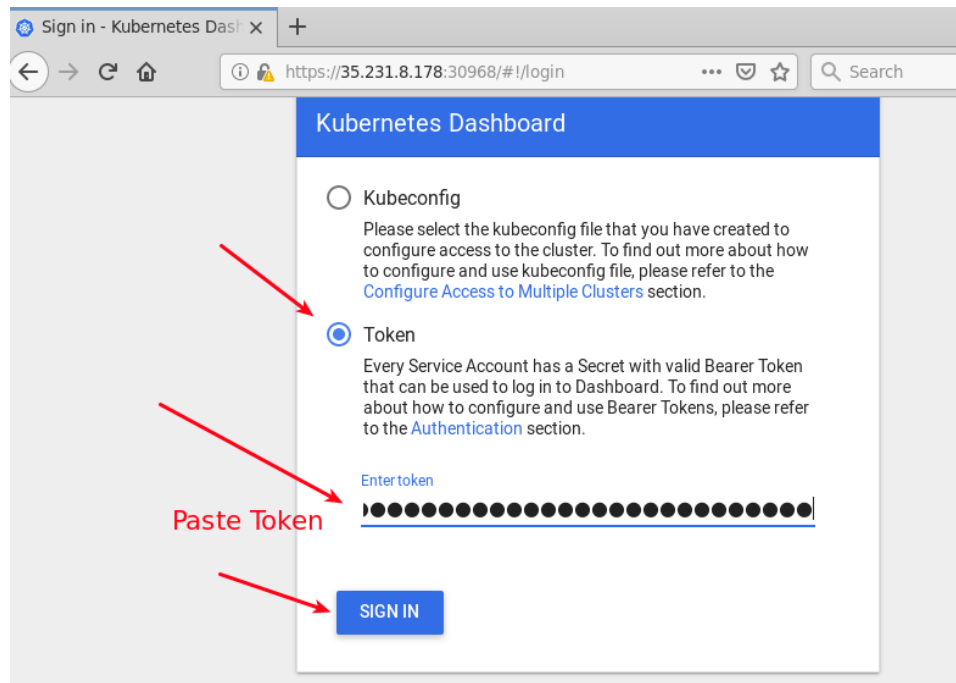 Sign in - Kubernetes Dash
https://35.231.8.178:30968/#!/login
Search
Kubernetes Dashboard
Kubeconfig
Please select the kubeconfig file that you have created to
configure access to the cluster. To find out more about how
to configure and use kubeconfig file, please refer to the
Configure Access to Multiple Clusters section.
Token
Every Service Account has a Secret with valid Bearer Token
that can be used to log in to Dashboard. To find out more
about how to configure and use Bearer Tokens, please refer
to the Authentication section.
Enter token
Paste Token
SIGN IN